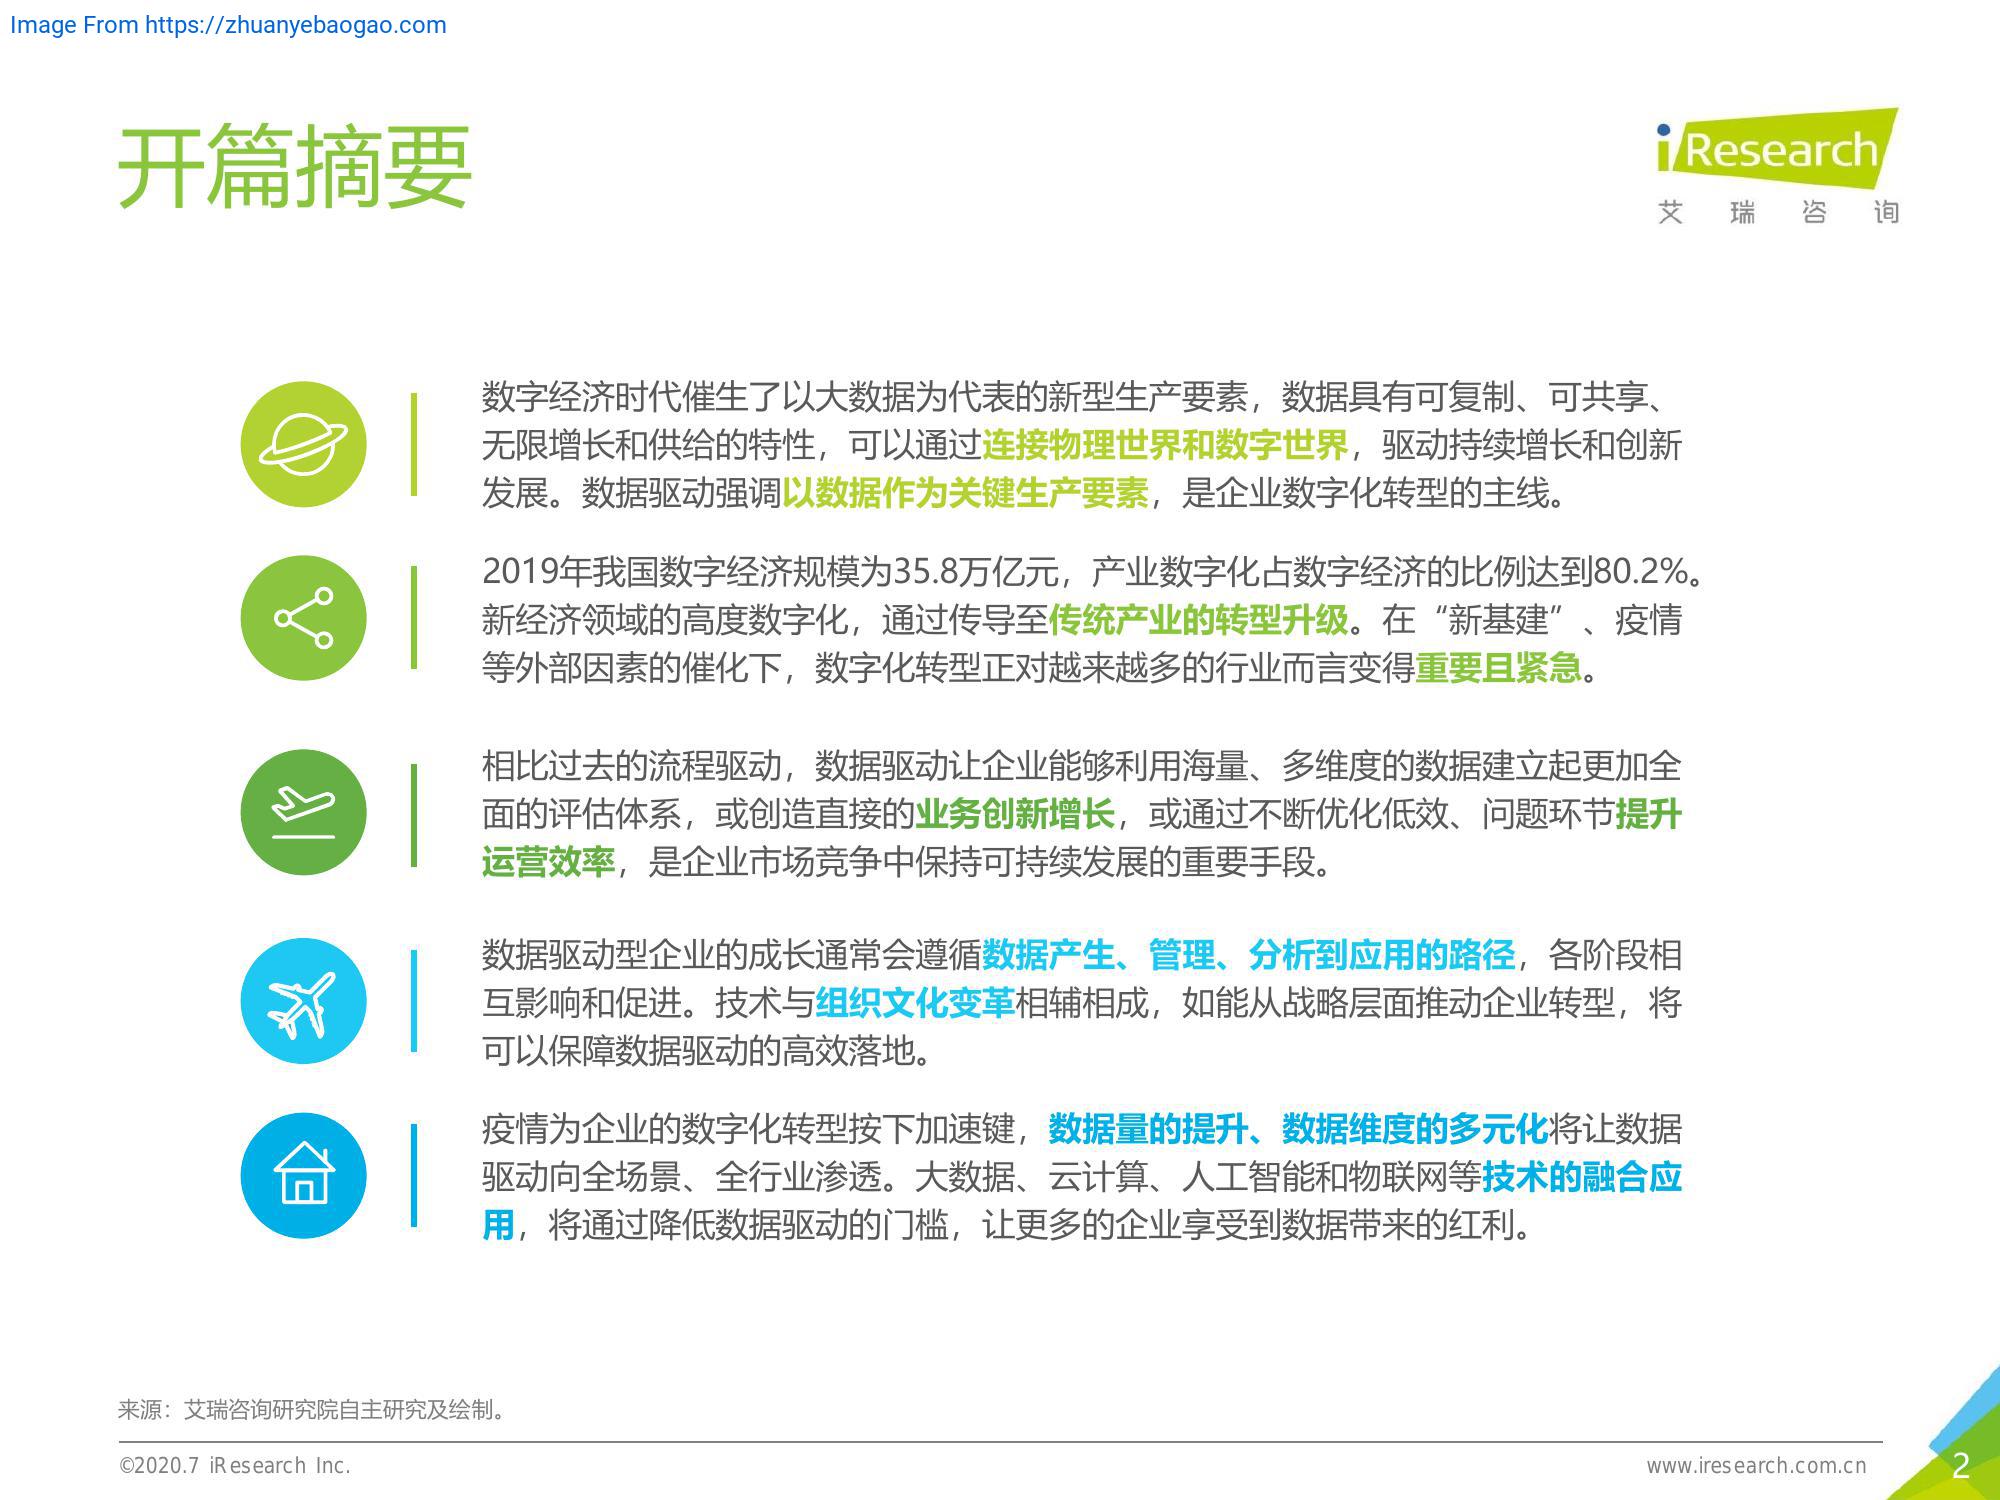 Image From https://zhuanyebaogao.com
开篇摘要
iResearch
艾瑞咨询
数字经济时代催生了以大数据为代表的新型生产要素，数据具有可复制、可共享、
无限增长和供给的特性，可以通过连接物理世界和数字世界，驱动持续增长和创新
发展。数据驱动强调以数据作为关键生产要素，是企业数字化转型的主线。
2019年我国数字经济规模为35.8万亿元，产业数字化占数字经济的比例达到80.2%。
新经济领域的高度数字化，通过传导至传统产业的转型升级。在“新基建”、疫情
等外部因素的催化下，数字化转型正对越来越多的行业而言变得重要且紧急。
相比过去的流程驱动，数据驱动让企业能够利用海量、多维度的数据建立起更加全
面的评估体系，或创造直接的业务创新增长，或通过不断优化低效、问题环节提升
运营效率，是企业市场竞争中保持可持续发展的重要手段。
数据驱动型企业的成长通常会遵循数据产生、管理、分析到应用的路径，各阶段相
互影响和促进。技术与组织文化变革相辅相成，如能从战略层面推动企业转型，将
可以保障数据驱动的高效落地。
疫情为企业的数字化转型按下加速键，数据量的提升、数据维度的多元化将让数据
驱动向全场景、全行业渗透。大数据、云计算、人工智能和物联网等技术的融合应
用，将通过降低数据驱动的门槛，让更多的企业享受到数据带来的红利。
来源：艾瑞咨询研究院自主研究及绘制。
©2020.7 iResearch Inc.
www.iresearch.com.cn
2